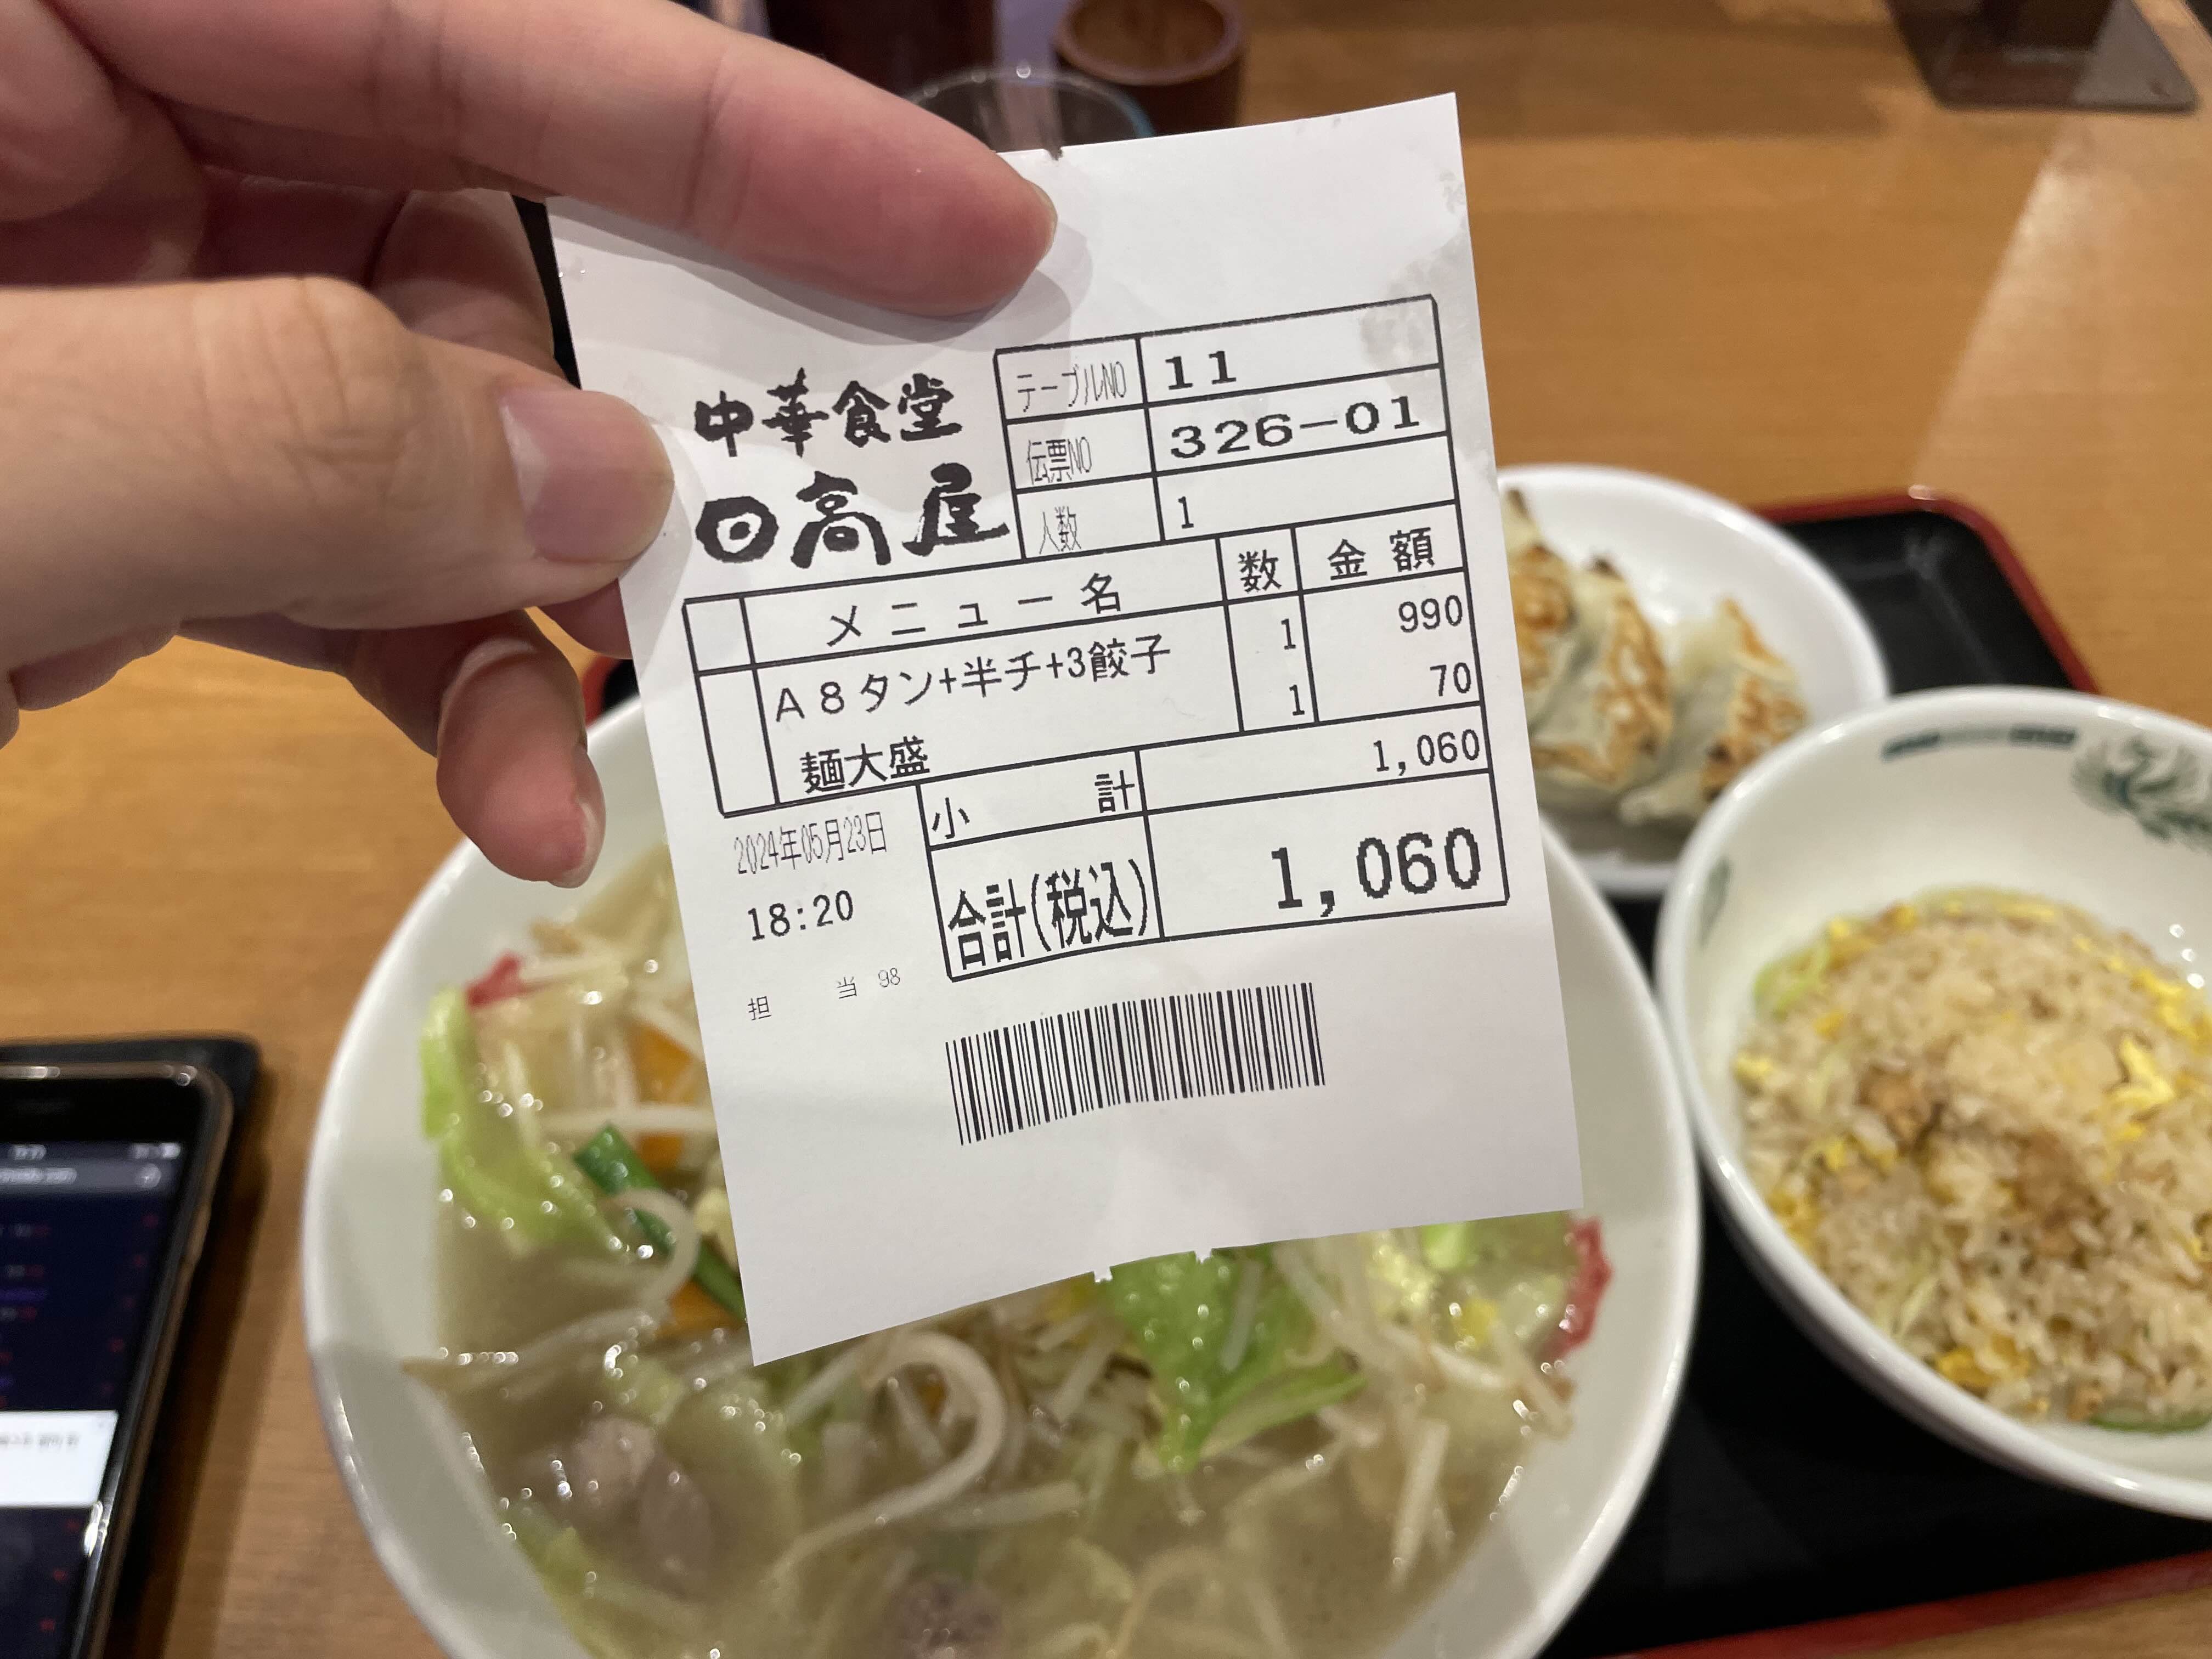 中華食堂
日高屋
テーブルNO 11
伝票NO 326-01
人数 1
メニュー名 数 金額
A8タン+半チ+3餃子 1 990
麺大盛 1 70
小計 1,060
合計(税込) 1,060
2024年05月23日
18:20
担当 98